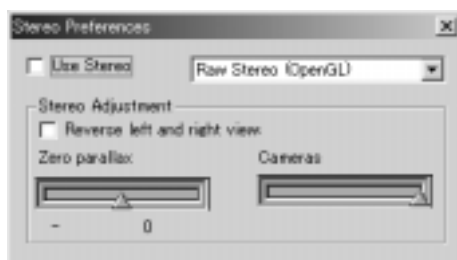 Stereo Preferences
Use Stereo
Raw Stereo (OpenGL)
Stereo Adjustment
Reverse left and right view.
Zero parallax
Cameras
- 0